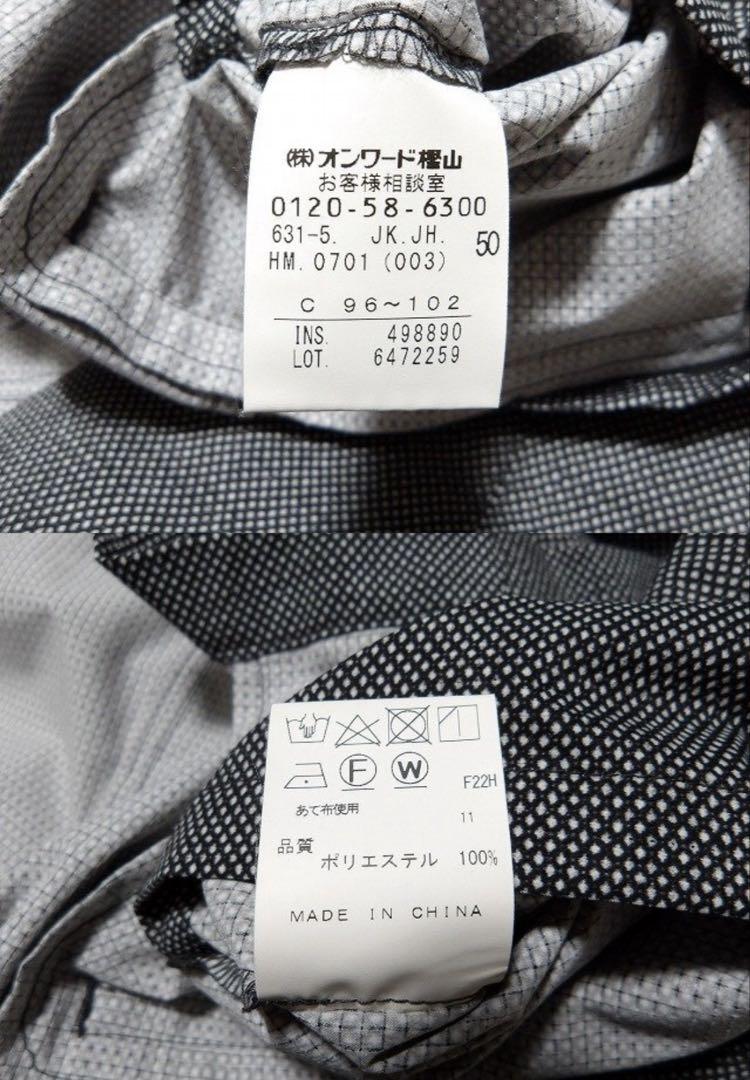 (株)オンワード樫山
お客様相談室
0120-58-6300
631-5. JK.JH. 50
HM. 0701 (003)
C 96～102
INS. 498890
LOT. 6472259
F W F22H
あて布使用 11
品質 ポリエステル 100%
MADE IN CHINA